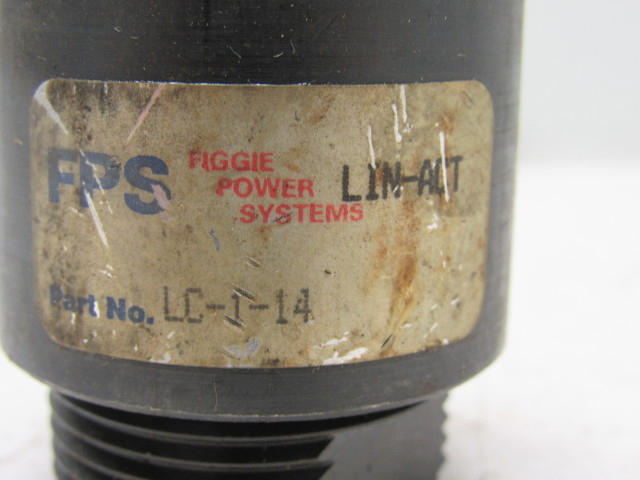 FPS FIGGIE POWER SYSTEMS LIN-ACT
Part No. LC-1-14